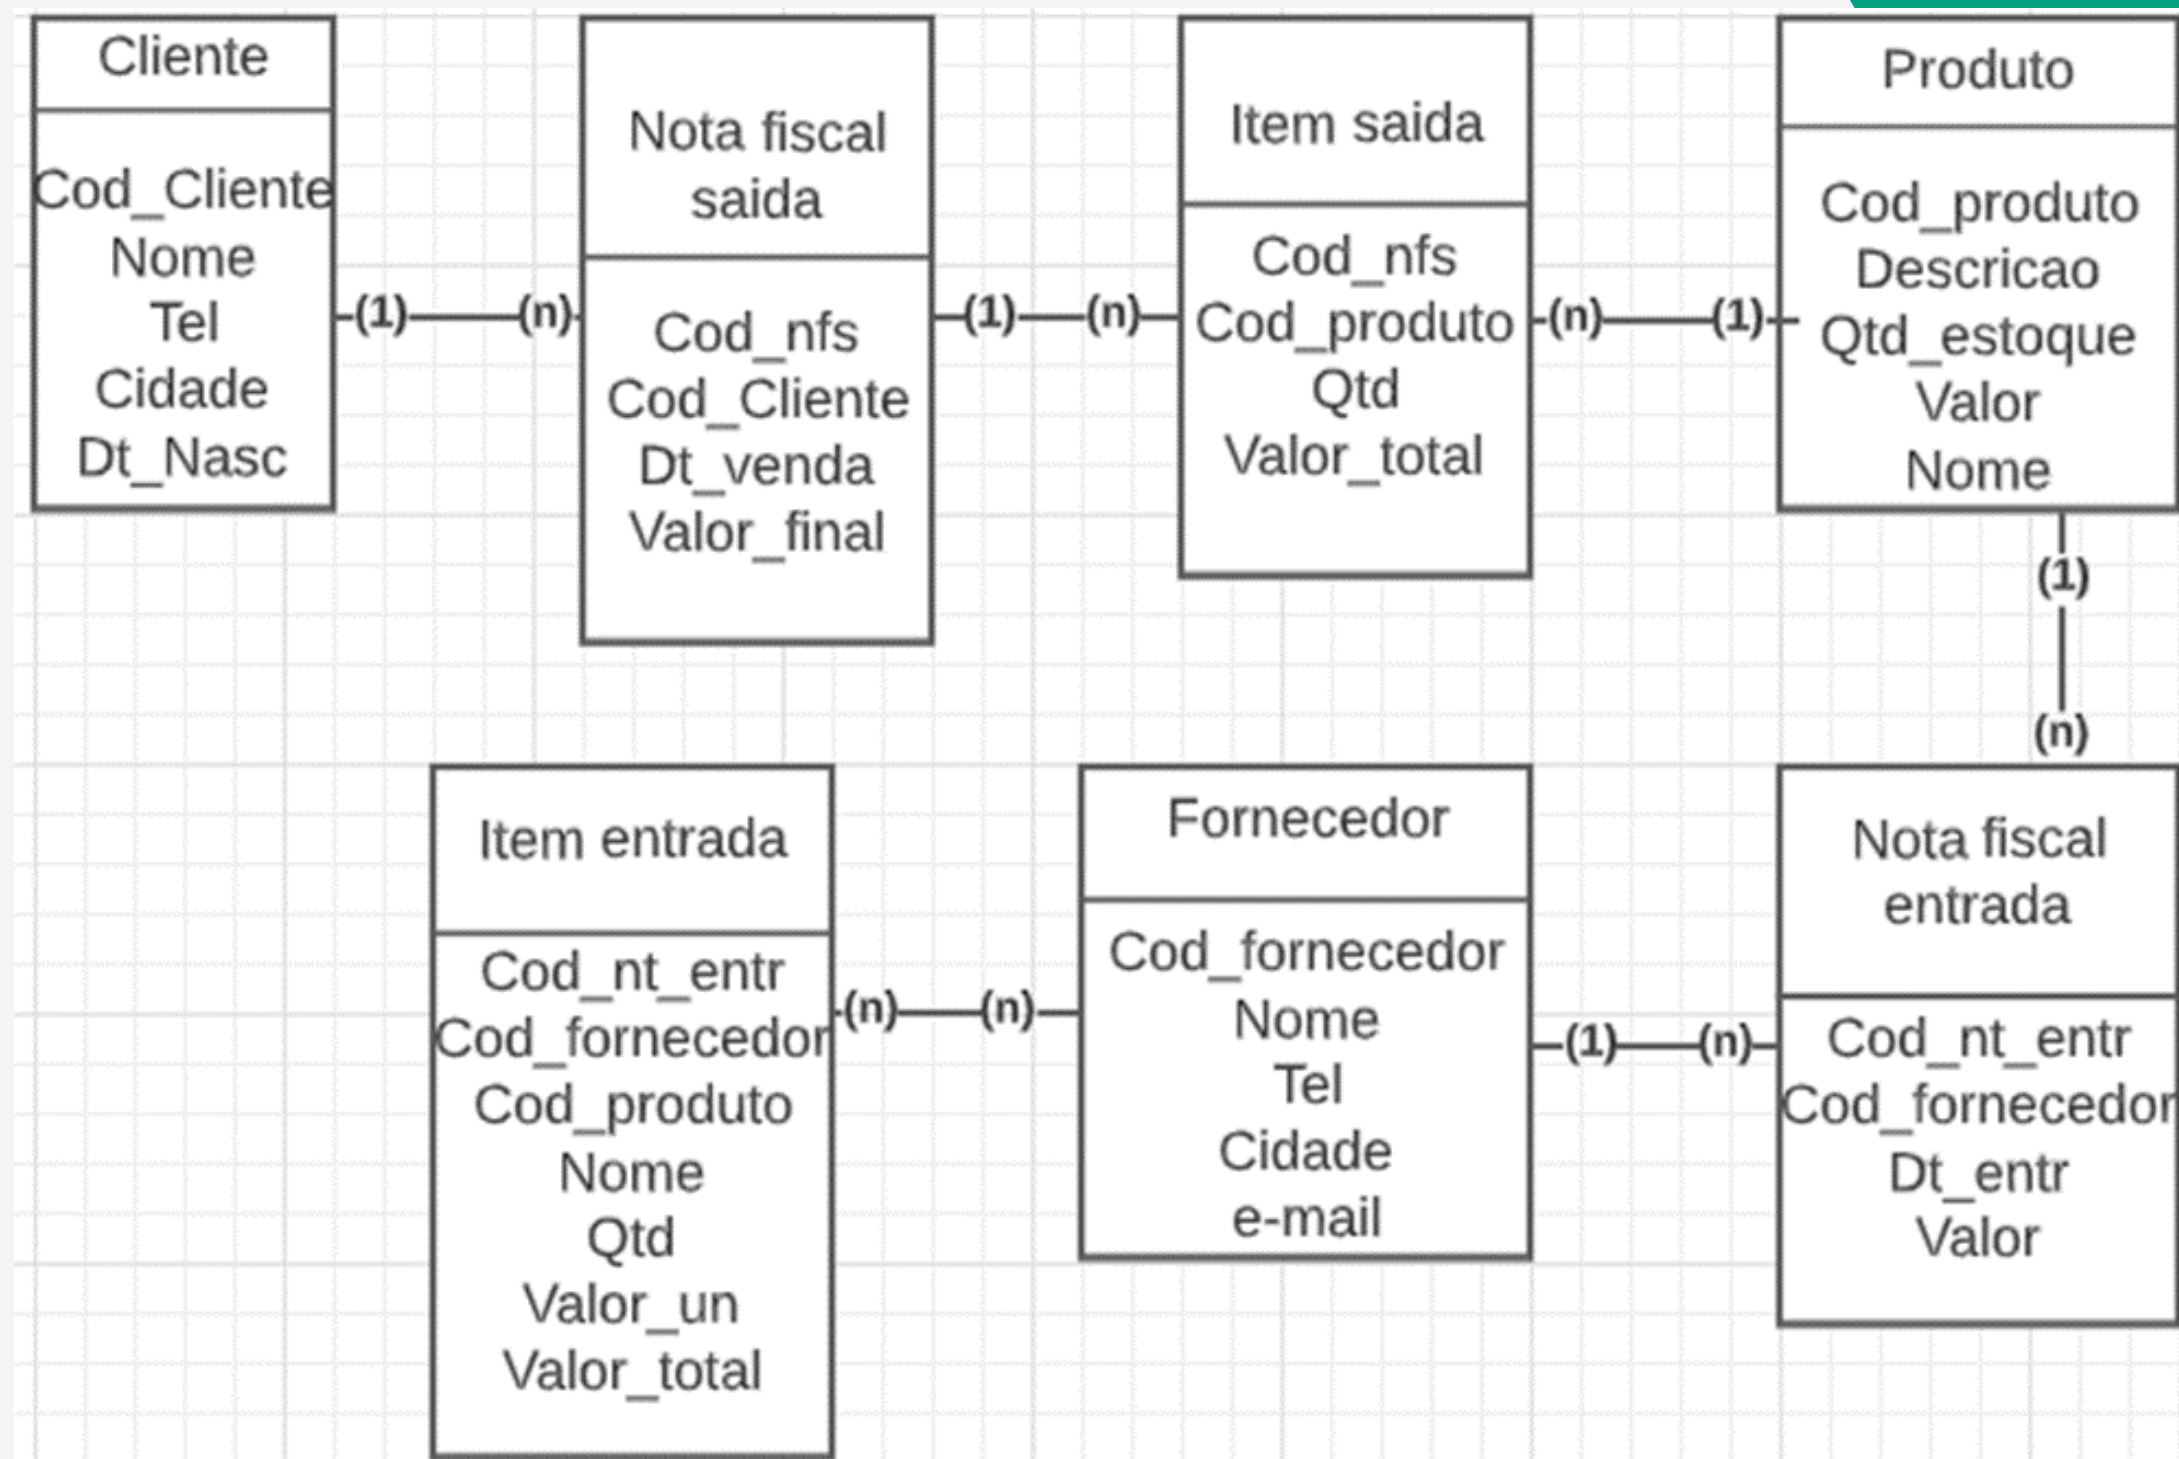 Cliente
Cod_Cliente
Nome
Tel
Cidade
Dt_Nasc
(1)
(n)
Nota fiscal
saida
Cod_nfs
Cod_Cliente
Dt_venda
Valor_final
(1)
(n)
Item saida
Cod_nfs
Cod_produto
Qtd
Valor_total
(n)
(1)
Produto
Cod_produto
Descricao
Qtd_estoque
Valor
Nome
(1)
(n)
Item entrada
Cod_nt_entr
Cod_fornecedor
Cod_produto
Nome
Qtd
Valor_un
Valor_total
(n)
(n)
Fornecedor
Cod_fornecedor
Nome
Tel
Cidade
e-mail
(1)
(n)
Nota fiscal
entrada
Cod_nt_entr
Cod_fornecedor
Dt_entr
Valor